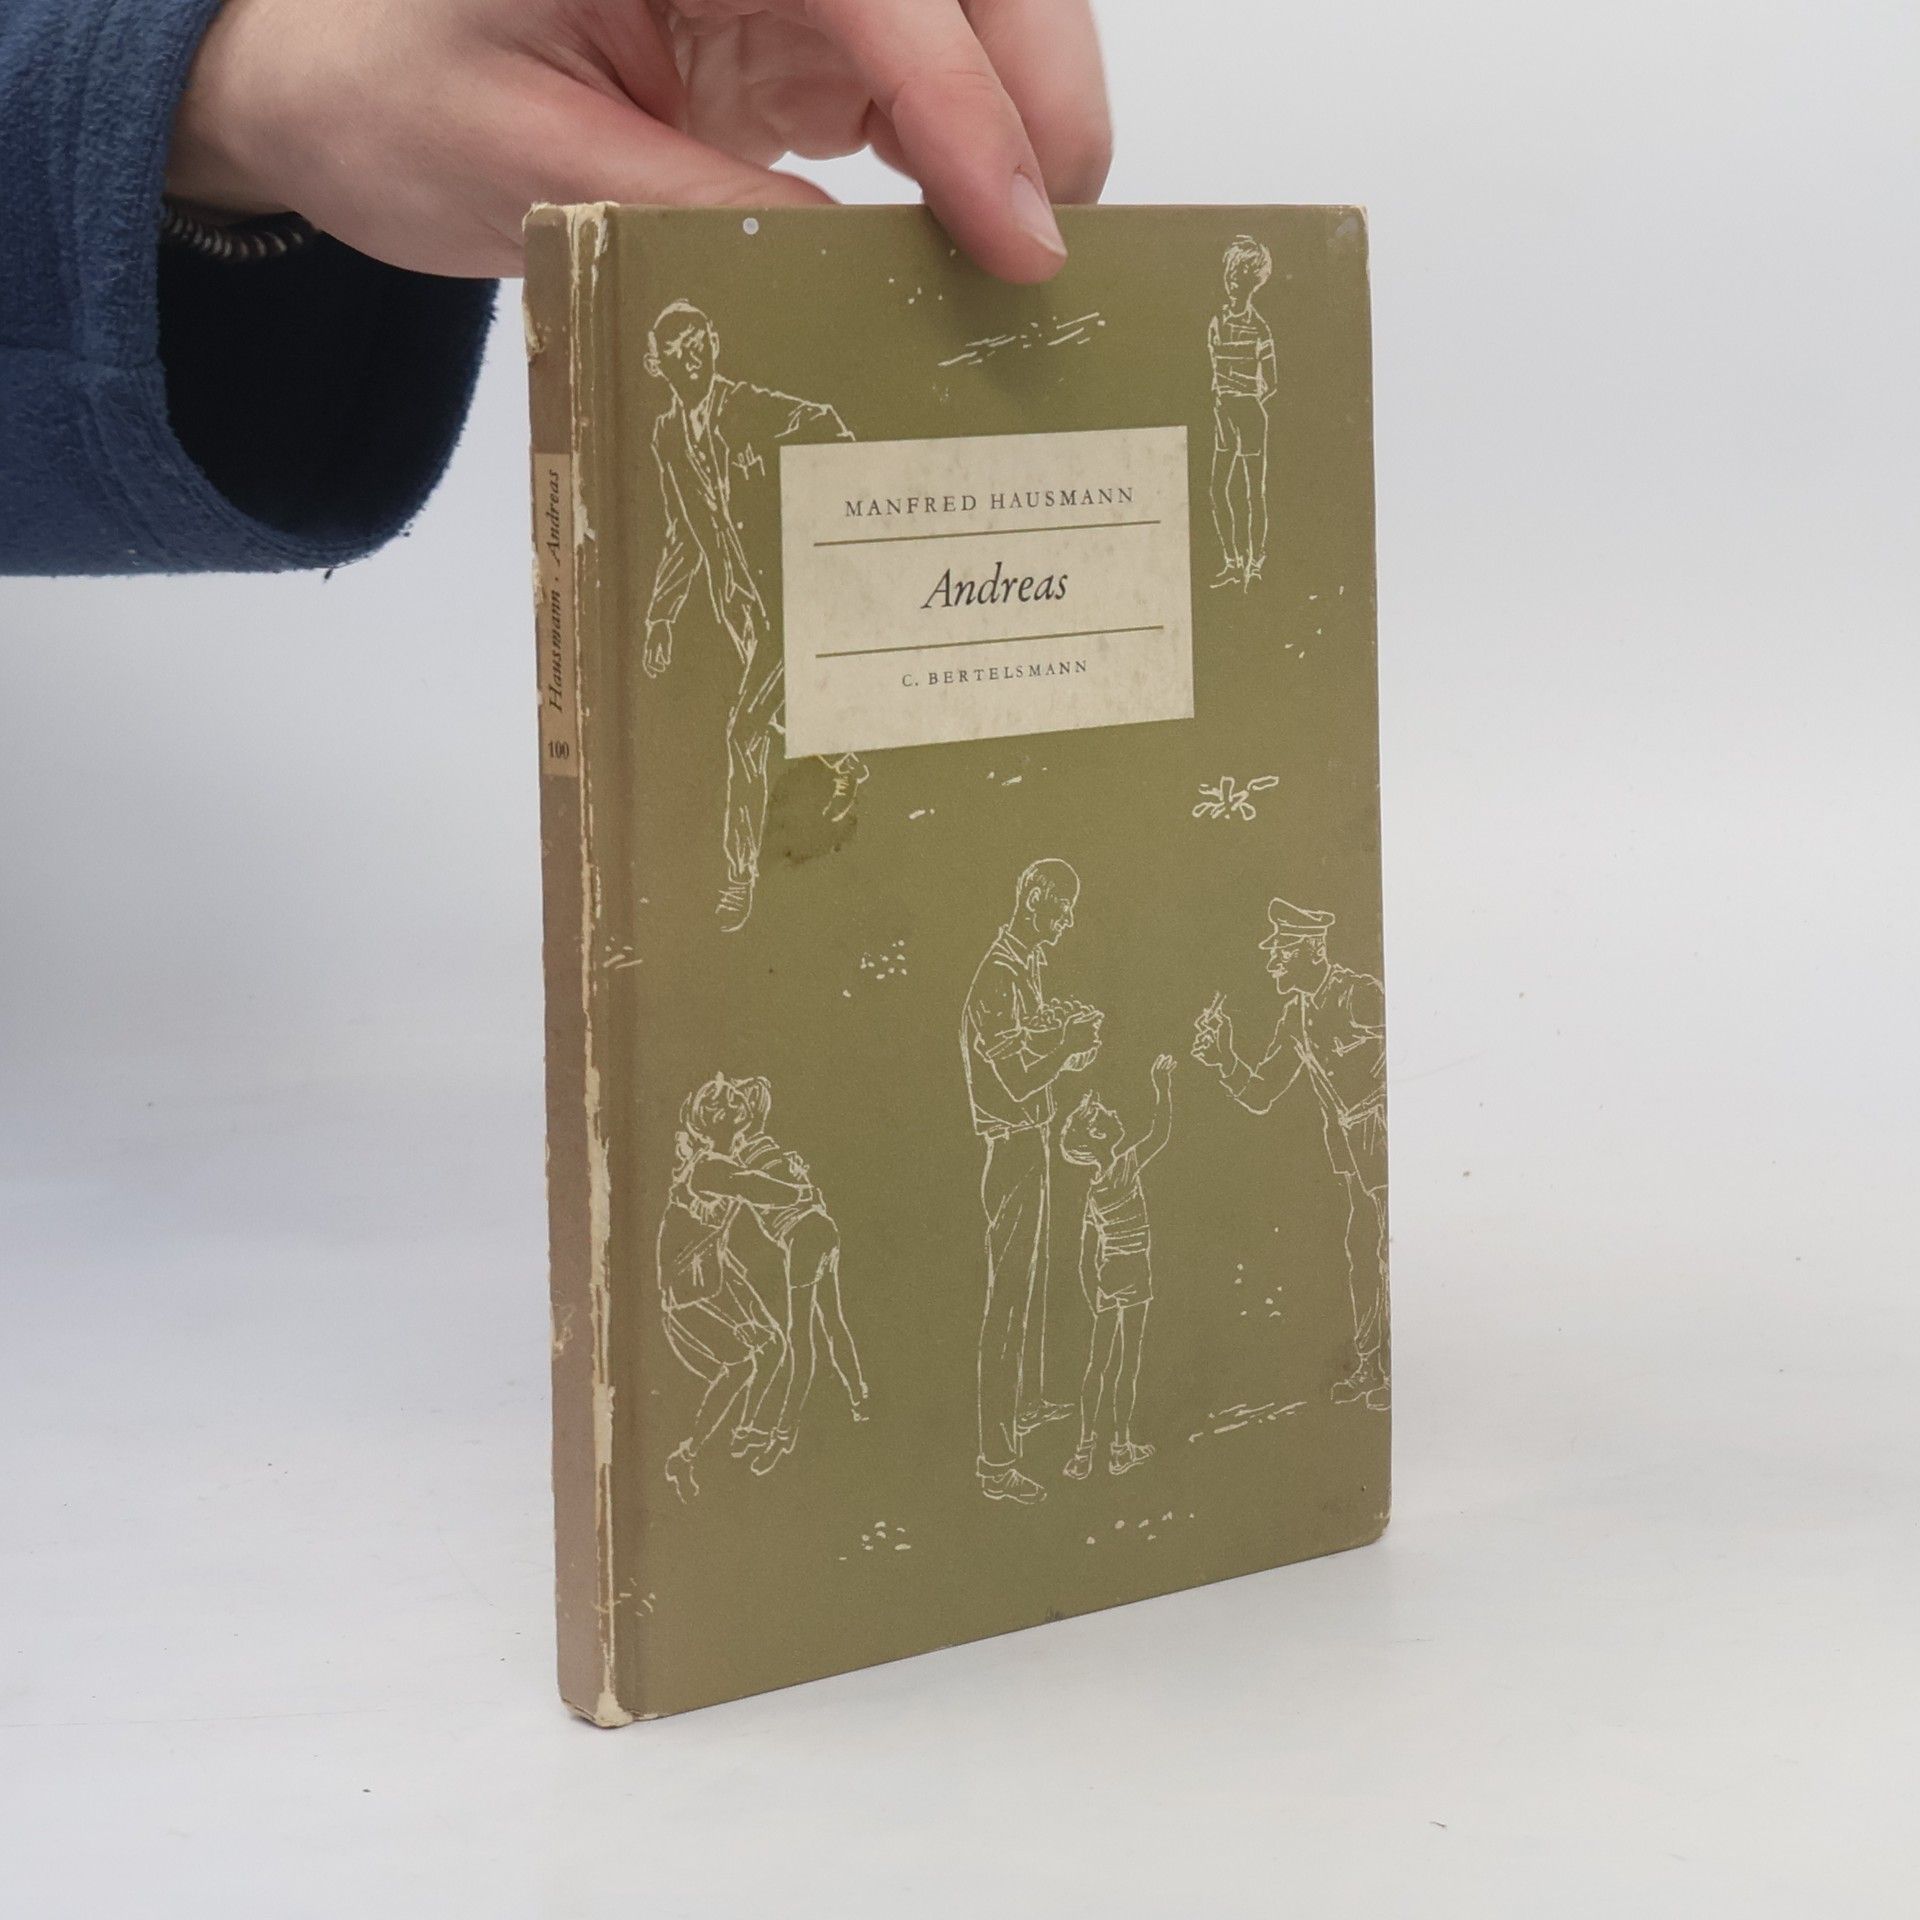 MANFRED HAUSMANN
Andreas
C. BERTELSMANN
Hausmann · Andreas
100